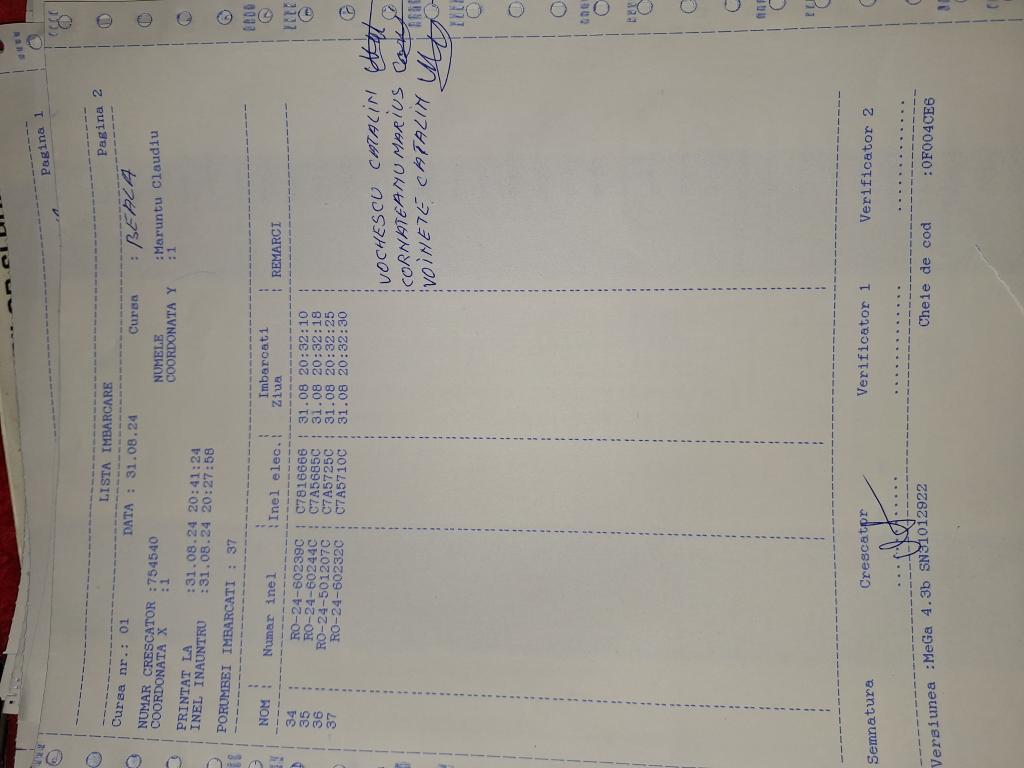 Pagina 1
LISTA IMBARCARE Pagina 2
Cursa nr.: 01 DATA : 31.08.24 Cursa : BEALA
NUMAR CRESCATOR :754540 NUMELE :Maruntu Claudiu
COORDONATA X :1 COORDONATA Y :1
PRINTAT LA :31.08.24 20:41:24
INEL INAUNTRU :31.08.24 20:27:58
PORUMBEI IMBARCATI : 37
NOM Numar inel Inel elec. Imbarcati REMARCI
Ziua
34 RO-24-60239C C7816666 31.08 20:32:10
35 RO-24-60244C C7A5685C 31.08 20:32:18
36 RO-24-501207C C7A5725C 31.08 20:32:25
37 RO-24-60232C C7A5710C 31.08 20:32:30
VOCHESCU CATALIN
CORNATEANU MARIUS
VOINETE CATALIN
Semnatura Crescator Verificator 1 Verificator 2
Versiunea :MeGa 4.3b SN31012922 Cheie de cod :0F004CE6